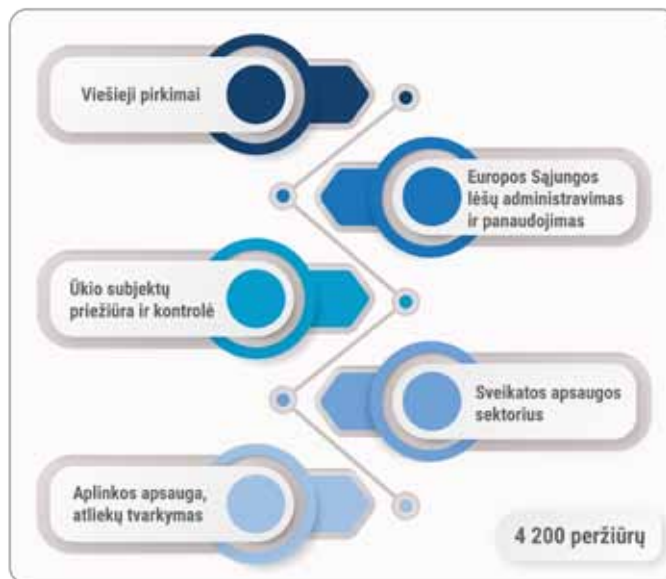 Viešieji pirkimai
Europos Sąjungos
lėšų administravimas
ir panaudojimas
Ūkio subjektų
priežiūra ir kontrolė
Sveikatos apsaugos
sektorius
Aplinkos apsauga,
atliekų tvarkymas
4 200 peržiūrų